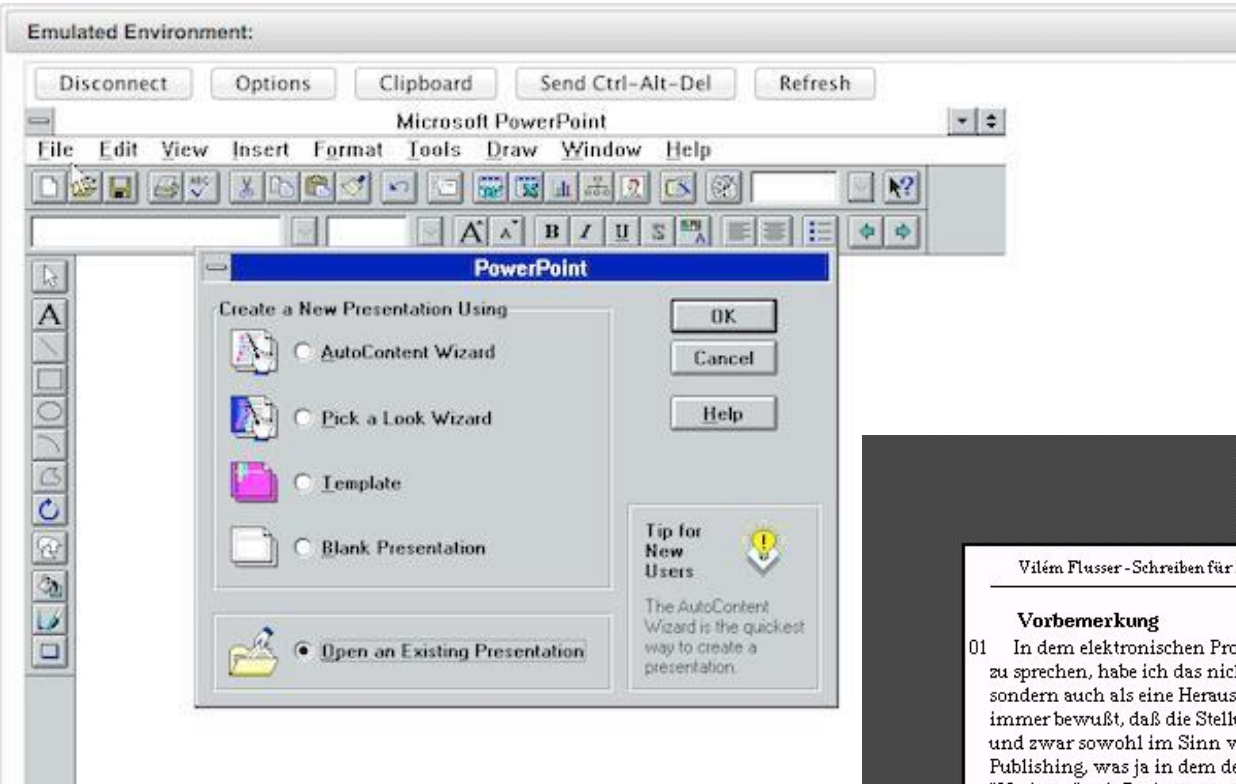 Emulated Environment:
Disconnect Options Clipboard Send Ctrl-Alt-Del Refresh
Microsoft PowerPoint
File Edit View Insert Format Tools Draw Window Help
B I U S
PowerPoint
Create a New Presentation Using
AutoContent Wizard
Pick a Look Wizard
Template
Blank Presentation
Open an Existing Presentation
OK
Cancel
Help
Tip for
New
Users
The AutoContent
Wizard is the quickest
way to create a
presentation.
Vilém Flusser - Schreiben für
Vorbemerkung
01 In dem elektronischen Pro
zu sprechen, habe ich das nic
sondern auch als eine Heraus
immer bewußt, daß die Stell
und zwar sowohl im Sinn v
Publishing, was ja in dem de